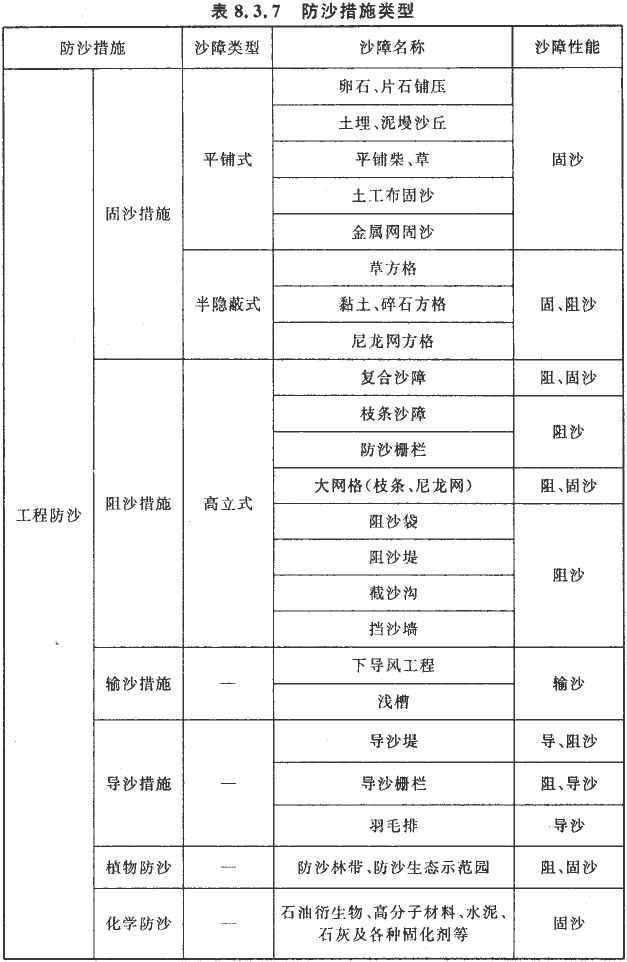 表 8.3.7 防沙措施类型
防沙措施 沙障类型 沙障名称 沙障性能
卵石、片石铺压
土埋、泥墁沙丘
平铺式 平铺柴、草 固沙
土工布固沙
固沙措施
金属网固沙
草方格
半隐蔽式 黏土、碎石方格 固、阻沙
尼龙网方格
复合沙障 阻、固沙
枝条沙障
阻沙
防沙栅栏
大网格(枝条、尼龙网) 阻、固沙
工程防沙 阻沙措施 高立式
阻沙袋
阻沙堤
阻沙
截沙沟
挡沙墙
下导风工程
输沙措施 — 输沙
浅槽
导沙堤 导、阻沙
导沙措施 — 导沙栅栏 阻、导沙
羽毛排 导沙
植物防沙 — 防沙林带、防沙生态示范园 阻、固沙
石油衍生物、高分子材料、水泥、
化学防沙 — 固沙
石灰及各种固化剂等